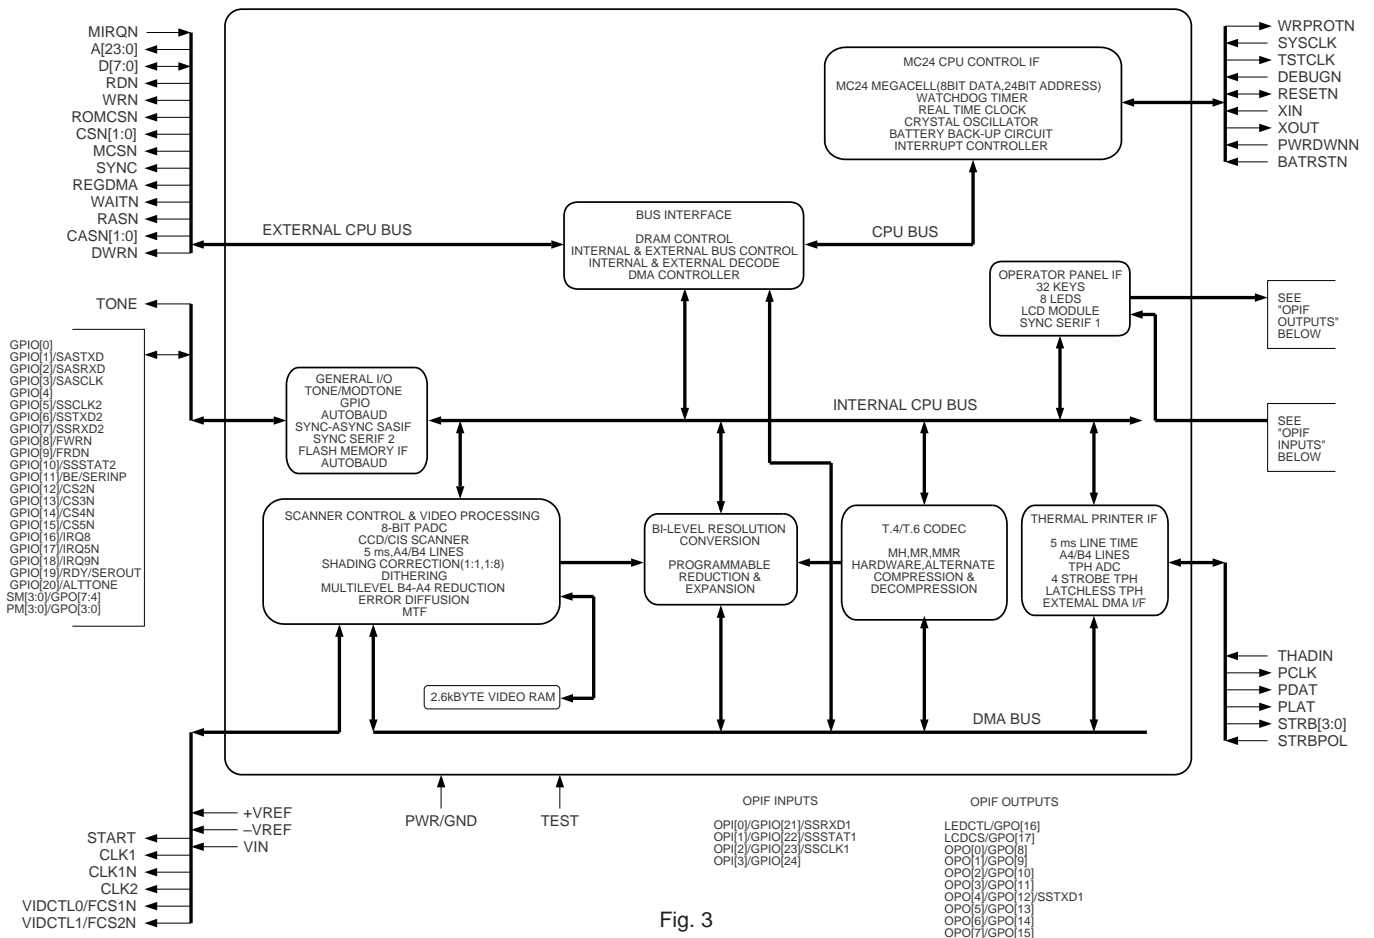 MIRQN
A[23:0]
D[7:0]
RDN
WRN
ROMCSN
CSN[1:0]
MCSN
SYNC
REGDMA
WAITN
RASN
CASN[1:0]
DWRN
TONE
GPIO[0]
GPIO[1]/SASTXD
GPIO[2]/SASRXD
GPIO[3]/SASCLK
GPIO[4]
GPIO[5]/SSCLK2
GPIO[6]/SSTXD2
GPIO[7]/SSRXD2
GPIO[8]/FWRN
GPIO[9]/FRDN
GPIO[10]/SSSTAT2
GPIO[11]/BE/SERINP
GPIO[12]/CS2N
GPIO[13]/CS3N
GPIO[14]/CS4N
GPIO[15]/CS5N
GPIO[16]/IRQ8
GPIO[17]/IRQ5N
GPIO[18]/IRQ9N
GPIO[19]/RDY/SEROUT
GPIO[20]/ALTTONE
SM[3:0]/GPO[7:4]
PM[3:0]/GPO[3:0]
MC24 CPU CONTROL IF
MC24 MEGACELL(8BIT DATA,24BIT ADDRESS)
WATCHDOG TIMER
REAL TIME CLOCK
CRYSTAL OSCILLATOR
BATTERY BACK-UP CIRCUIT
INTERRUPT CONTROLLER
WRPROTN
SYSCLK
TSTCLK
DEBUGN
RESETN
XIN
XOUT
PWRDWNN
BATRSTN
EXTERNAL CPU BUS
BUS INTERFACE
DRAM CONTROL
INTERNAL & EXTERNAL BUS CONTROL
INTERNAL & EXTERNAL DECODE
DMA CONTROLLER
CPU BUS
OPERATOR PANEL IF
32 KEYS
8 LEDS
LCD MODULE
SYNC SERIF 1
SEE
"OPIF
OUTPUTS"
BELOW
SEE
"OPIF
INPUTS"
BELOW
GENERAL I/O
TONE/MODTONE
GPIO
AUTOBAUD
SYNC-ASYNC SASIF
SYNC SERIF 2
FLASH MEMORY IF
AUTOBAUD
INTERNAL CPU BUS
SCANNER CONTROL & VIDEO PROCESSING
8-BIT PADC
CCD/CIS SCANNER
5 ms,A4/B4 LINES
SHADING CORRECTION(1:1,1:8)
DITHERING
MULTILEVEL B4-A4 REDUCTION
ERROR DIFFUSION
MTF
BI-LEVEL RESOLUTION
CONVERSION
PROGRAMMABLE
REDUCTION &
EXPANSION
T.4/T.6 CODEC
MH,MR,MMR
HARDWARE,ALTERNATE
COMPRESSION &
DECOMPRESSION
THERMAL PRINTER IF
5 ms LINE TIME
A4/B4 LINES
TPH ADC
4 STROBE TPH
LATCHLESS TPH
EXTEMAL DMA I/F
2.6kBYTE VIDEO RAM
DMA BUS
THADIN
PCLK
PDAT
PLAT
STRB[3:0]
STRBPOL
+VREF
–VREF
VIN
START
CLK1
CLK1N
CLK2
VIDCTL0/FCS1N
VIDCTL1/FCS2N
PWR/GND
TEST
OPIF INPUTS
OPI[0]/GPIO[21]/SSRXD1
OPI[1]/GPIO[22]/SSSTAT1
OPI[2]/GPIO[23]/SSCLK1
OPI[3]/GPIO[24]
OPIF OUTPUTS
LEDCTL/GPO[16]
LCDCS/GPO[17]
OPO[0]/GPO[8]
OPO[1]/GPO[9]
OPO[2]/GPO[10]
OPO[3]/GPO[11]
OPO[4]/GPO[12]/SSTXD1
OPO[5]/GPO[13]
OPO[6]/GPO[14]
OPO[7]/GPO[15]
Fig. 3